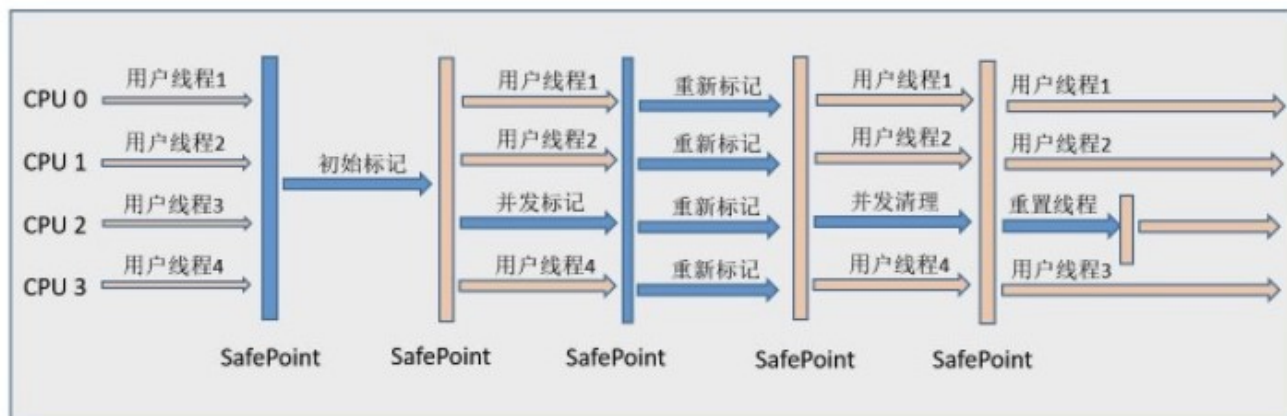 用户线程1 用户线程1 重新标记 用户线程1 用户线程1
CPU 0
用户线程2 用户线程2 重新标记 用户线程2 用户线程2
CPU 1
初始标记
用户线程3 并发标记 重新标记 并发清理 重置线程
CPU 2
用户线程4 用户线程4 重新标记 用户线程4 用户线程3
CPU 3
SafePoint SafePoint SafePoint SafePoint SafePoint